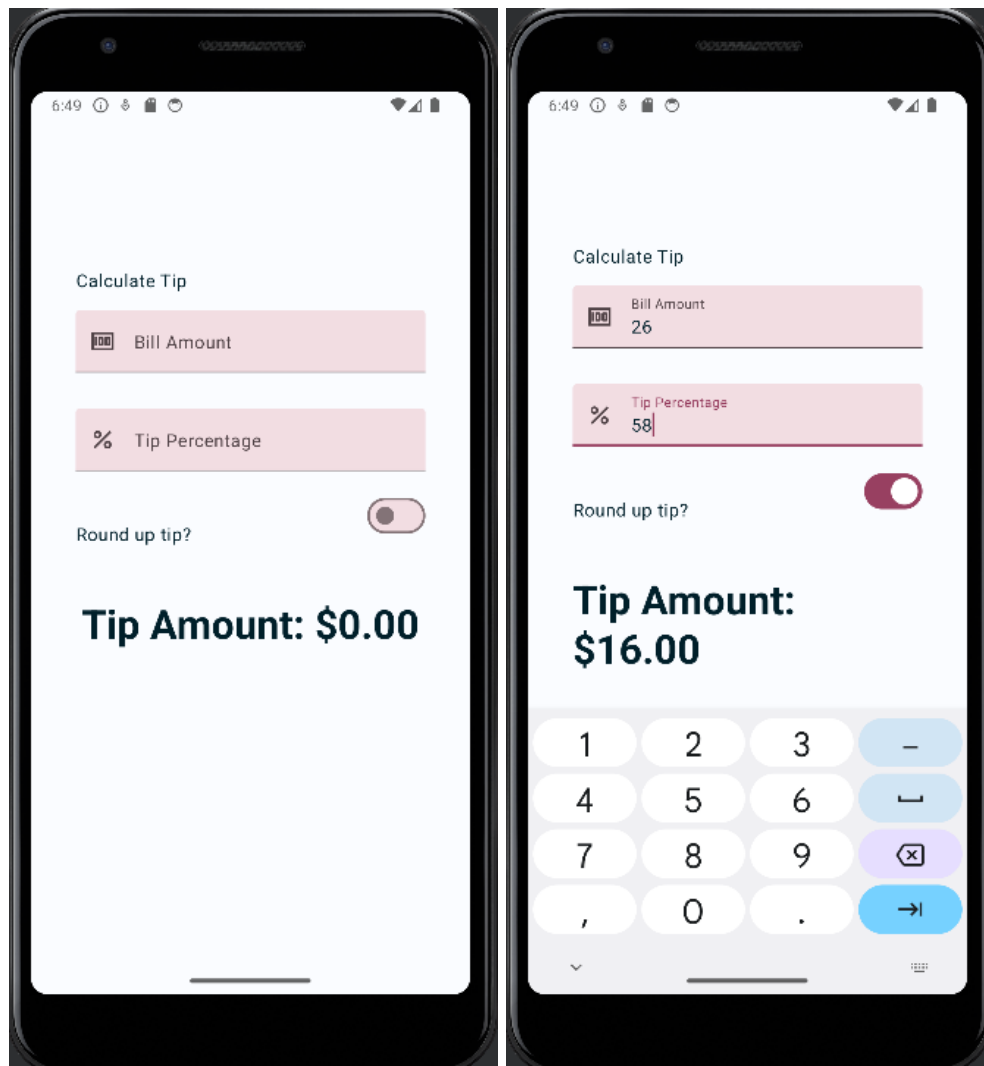 6:49
Calculate Tip
100 Bill Amount
% Tip Percentage
Round up tip?
Tip Amount: $0.00
6:49
Calculate Tip
Bill Amount
100
26
Tip Percentage
%
58
Round up tip?
Tip Amount:
$16.00
1 2 3 –
4 5 6
7 8 9
, 0 .